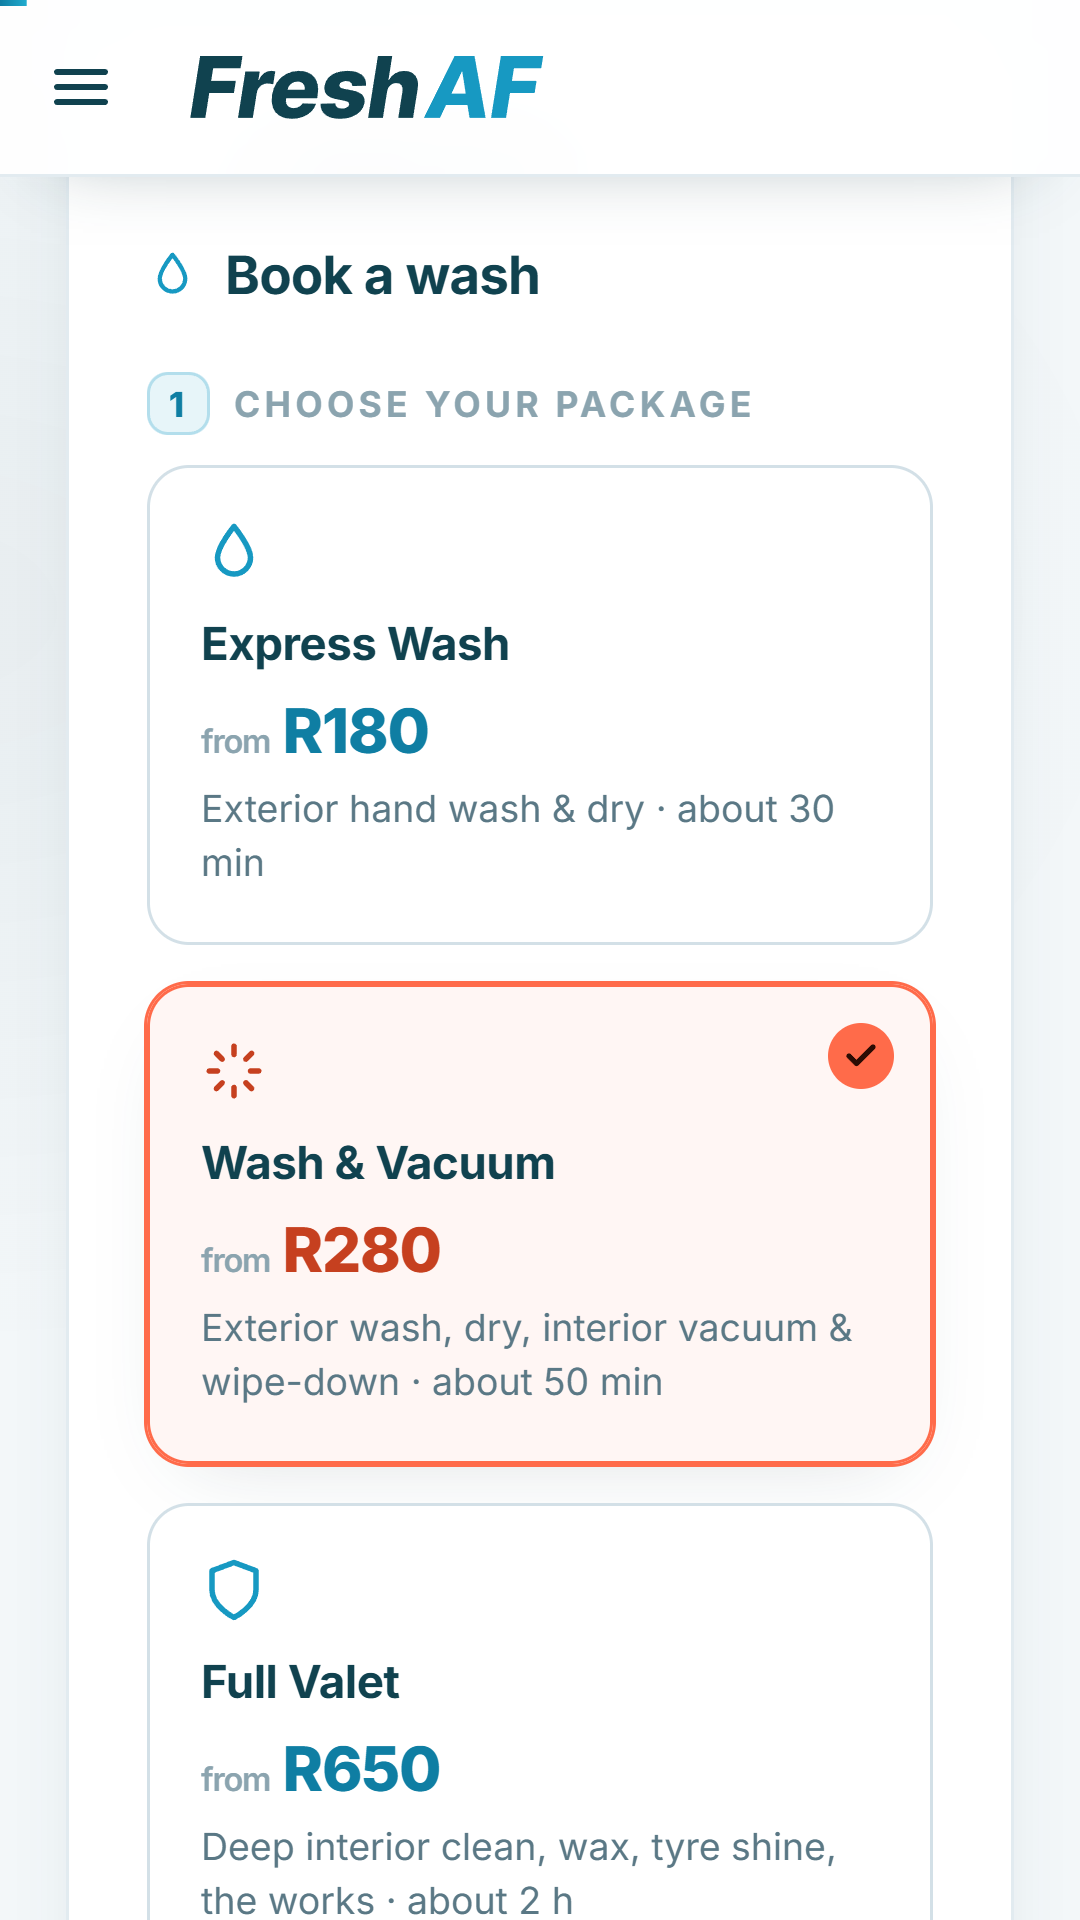 Fresh AF
Book a wash
1 CHOOSE YOUR PACKAGE
Express Wash
from R180
Exterior hand wash & dry · about 30
min
Wash & Vacuum
from R280
Exterior wash, dry, interior vacuum &
wipe-down · about 50 min
Full Valet
from R650
Deep interior clean, wax, tyre shine,
the works · about 2 h